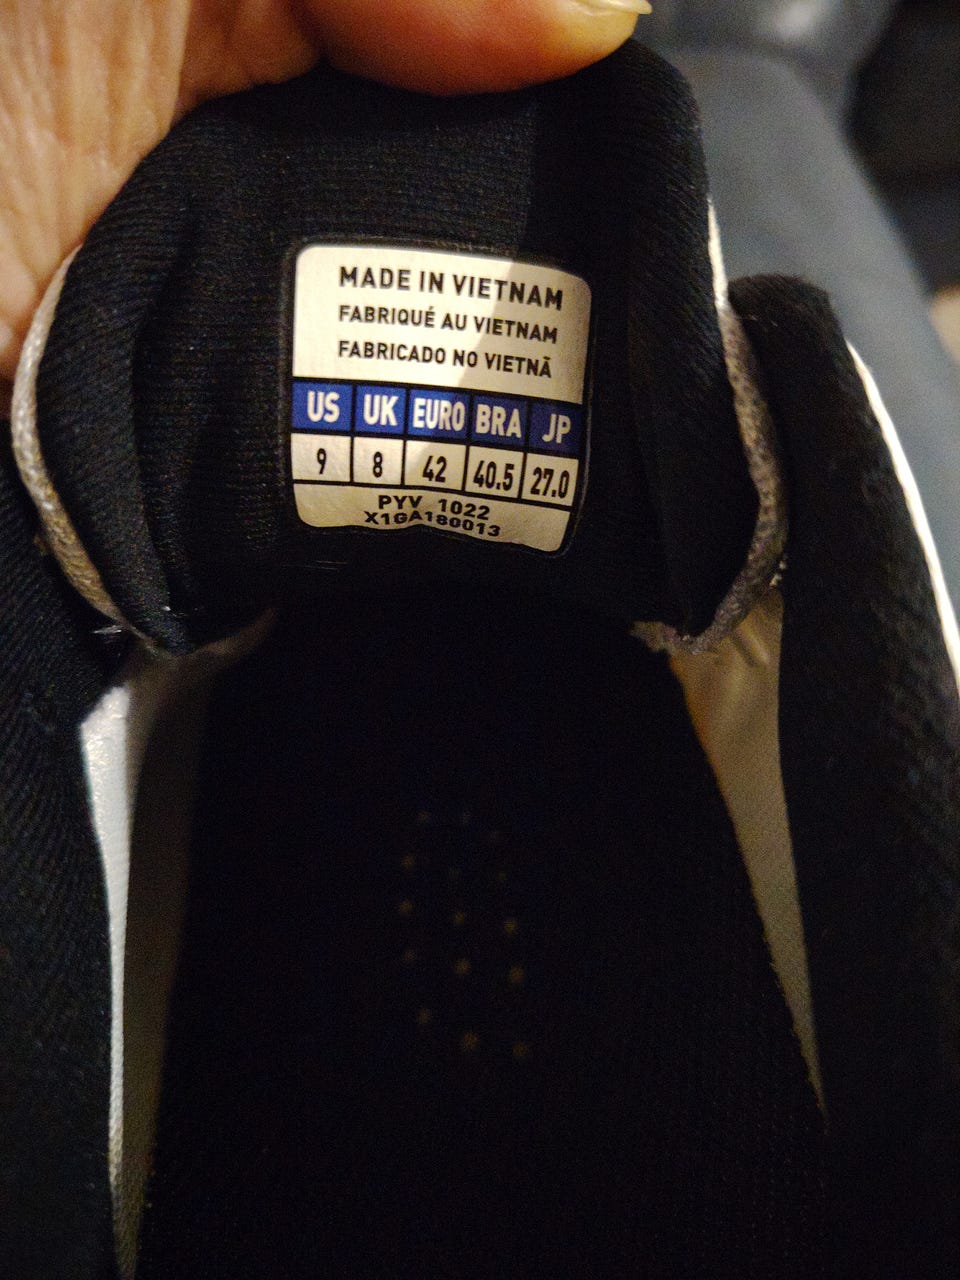 MADE IN VIETNAM
FABRIQUÉ AU VIETNAM
FABRICADO NO VIETNÃ
US UK EURO BRA JP
9 8 42 40.5 27.0
PYV 1022
X1GA180013